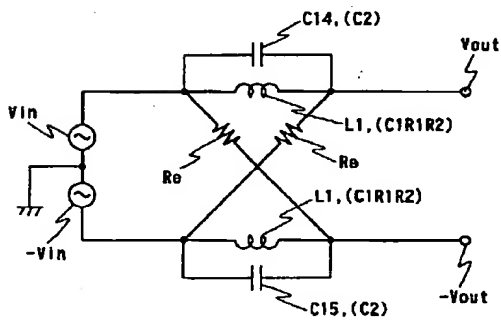 C14,(C2)
Vout
Vin
L1,(C1R1R2)
Re
Re
L1,(C1R1R2)
-Vin
-Vout
C15,(C2)